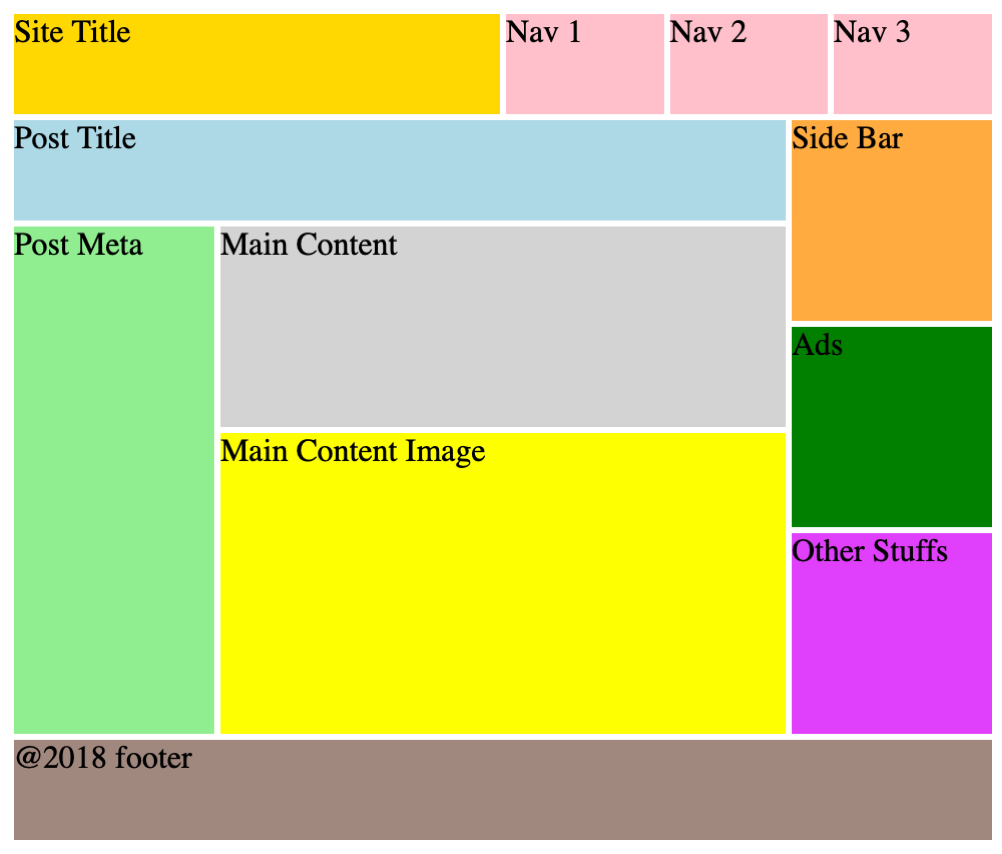 Site Title
Nav 1
Nav 2
Nav 3
Post Title
Side Bar
Post Meta
Main Content
Ads
Main Content Image
Other Stuffs
@2018 footer